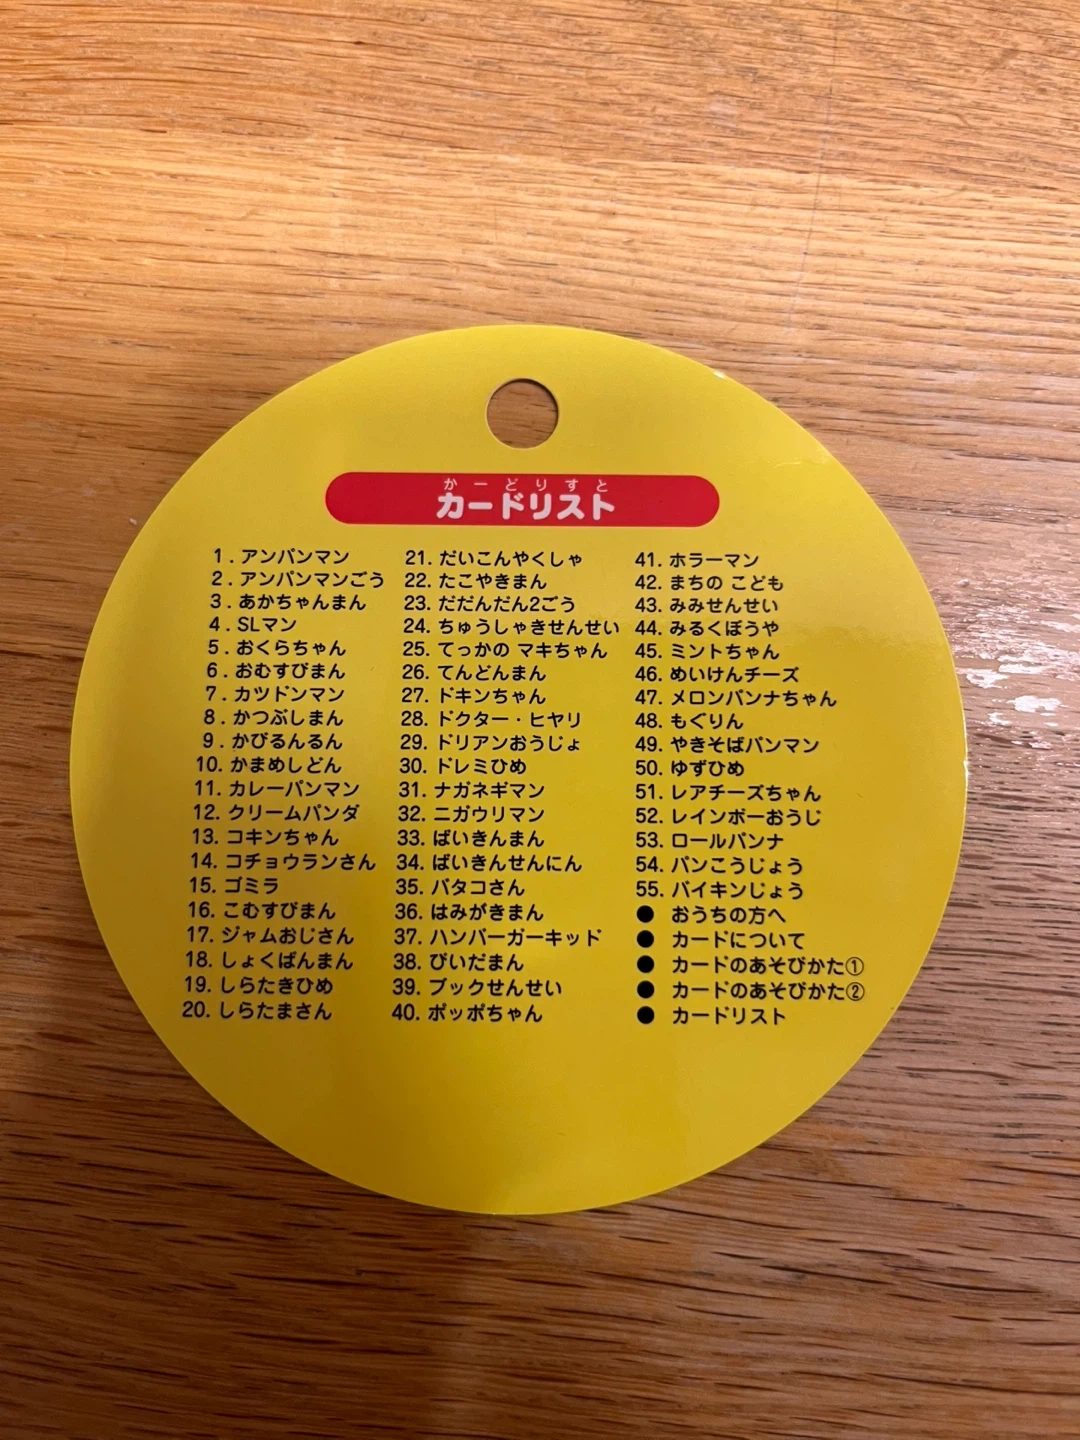 かーどりすと
カードリスト
1. アンパンマン
2. アンパンマンごう
3. あかちゃんまん
4. SLマン
5. おくらちゃん
6. おむすびまん
7. カツドンマン
8. かつぶしまん
9. かびるんるん
10. かまめしどん
11. カレーパンマン
12. クリームパンダ
13. コキンちゃん
14. コチョウランさん
15. ゴミラ
16. こむすびまん
17. ジャムおじさん
18. しょくぱんまん
19. しらたきひめ
20. しらたまさん
21. だいこんやくしゃ
22. たこやきまん
23. だだんだん2ごう
24. ちゅうしゃきせんせい
25. てっかの マキちゃん
26. てんどんまん
27. ドキンちゃん
28. ドクター・ヒヤリ
29. ドリアンおうじょ
30. ドレミひめ
31. ナガネギマン
32. ニガウリマン
33. ばいきんまん
34. ばいきんせんにん
35. バタコさん
36. はみがきまん
37. ハンバーガーキッド
38. びいだまん
39. ブックせんせい
40. ポッポちゃん
41. ホラーマン
42. まちの こども
43. みみせんせい
44. みるくぼうや
45. ミントちゃん
46. めいけんチーズ
47. メロンパンナちゃん
48. もぐりん
49. やきそばパンマン
50. ゆずひめ
51. レアチーズちゃん
52. レインボーおうじ
53. ロールパンナ
54. パンこうじょう
55. バイキンじょう
● おうちの方へ
● カードについて
● カードのあそびかた①
● カードのあそびかた②
● カードリスト